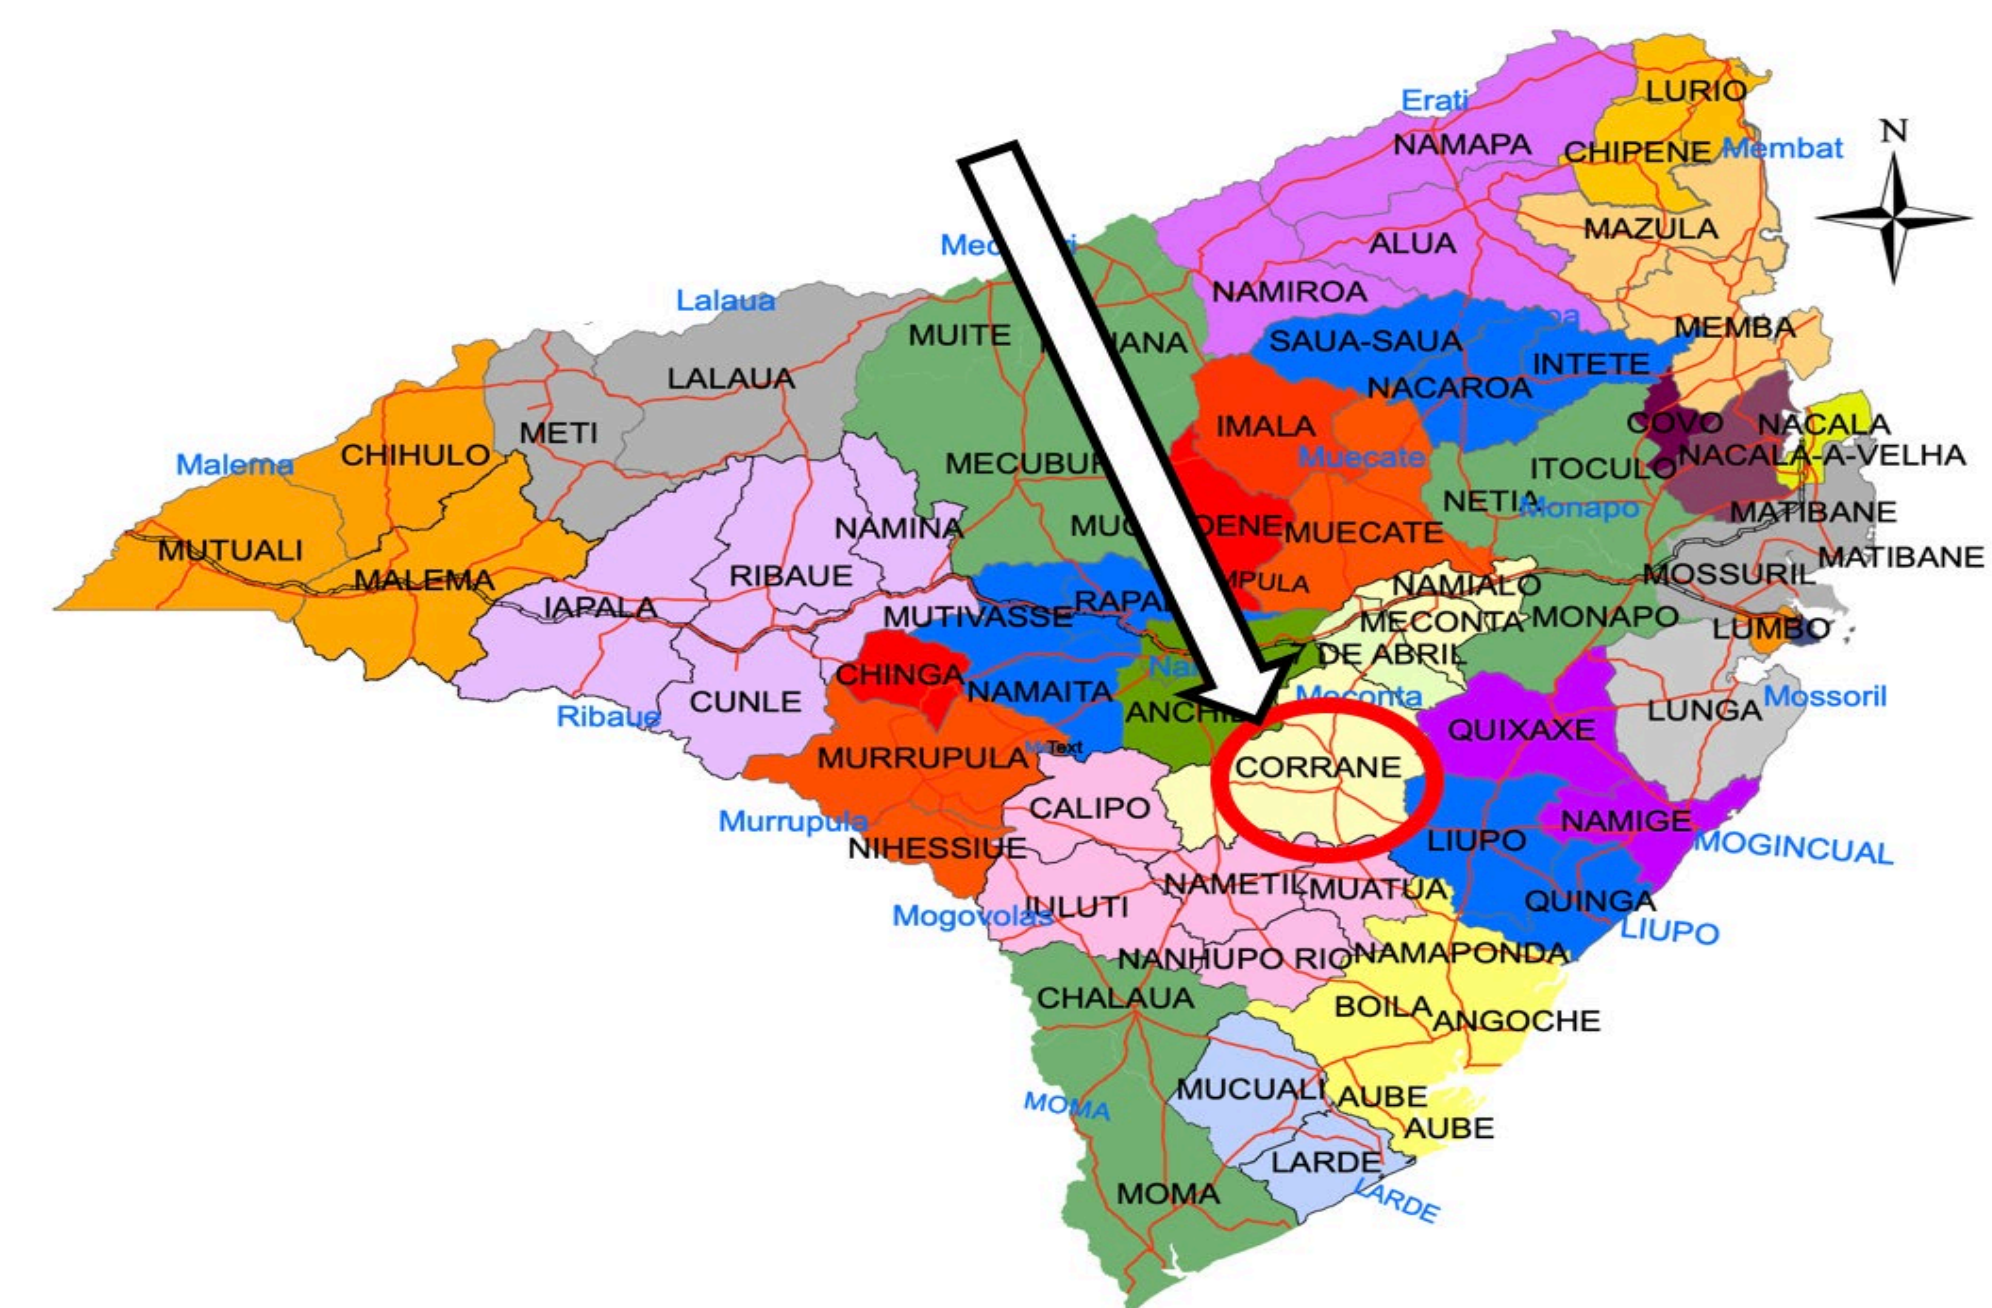 LURIO
Erati
NAMAPA
CHIPENE
Membat
N
MAZULA
ALUA
NAMIROA
Lalaua
MUITE
SAUA-SAUA
MEMBA
INTETE
LALAUA
NACAROA
METI
CHIHULO
IMALA
COVO
NACALA
Malema
Muecate
ITOCULO
NACALA-A-VELHA
NETIA
Monapo
MATIBANE
NAMINA
MUECATE
MUTUALI
MATIBANE
MALEMA
RIBAUE
MOSSURIL
NAMIALO
IAPALA
MUTIVASSE
MECONTA
MONAPO
LUMBO
7 DE ABRIL
CHINGA
NAMAITA
Meconta
Mossoril
CUNLE
Ribaue
LUNGA
QUIXAXE
MURRUPULA
Text
CORRANE
CALIPO
Murrupula
NAMIGE
LIUPO
MOGINCUAL
NIHESSIUE
NAMETIL
MUATUA
QUINGA
Mogovolas
IULUTI
LIUPO
NANHUPO RIO
NAMAPONDA
CHALAUA
BOILA
ANGOCHE
MUCUALI
AUBE
MOMA
AUBE
LARDE
MOMA
LARDE